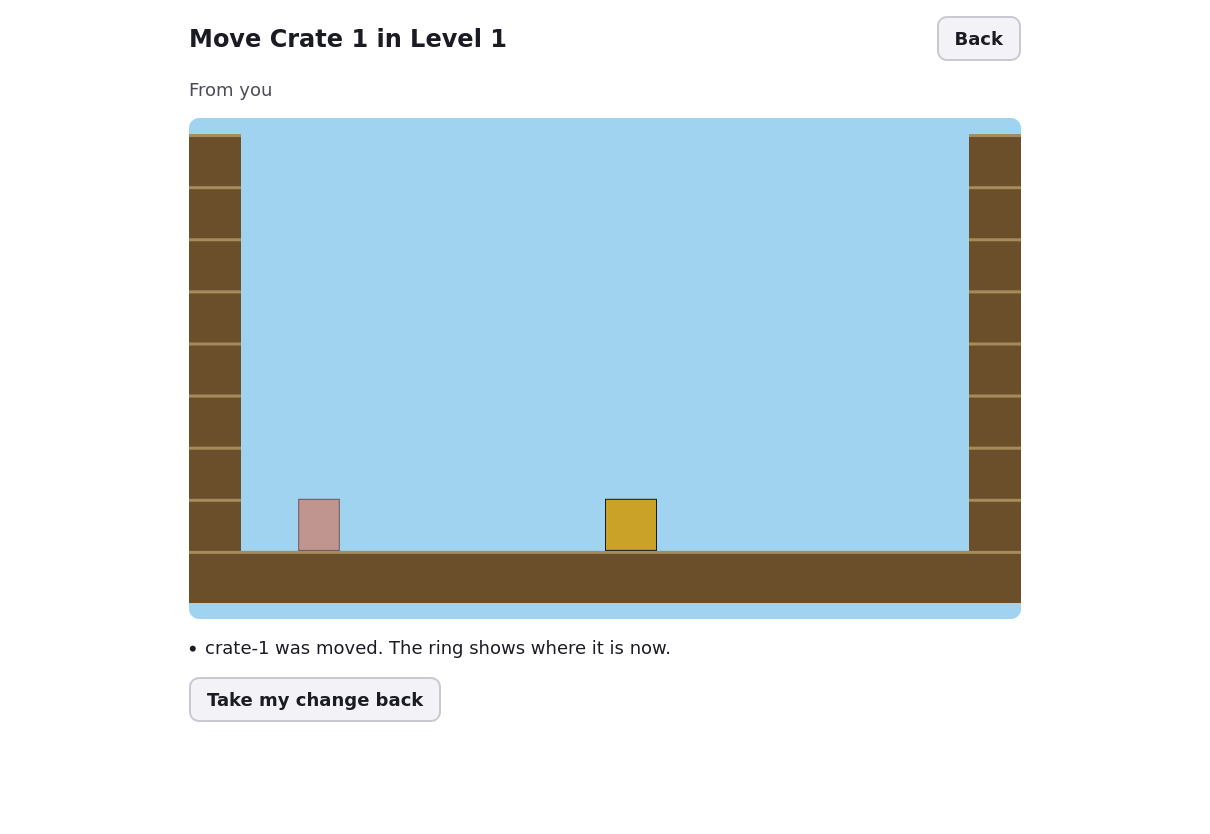 Move Crate 1 in Level 1
Back
From you
• crate-1 was moved. The ring shows where it is now.
Take my change back